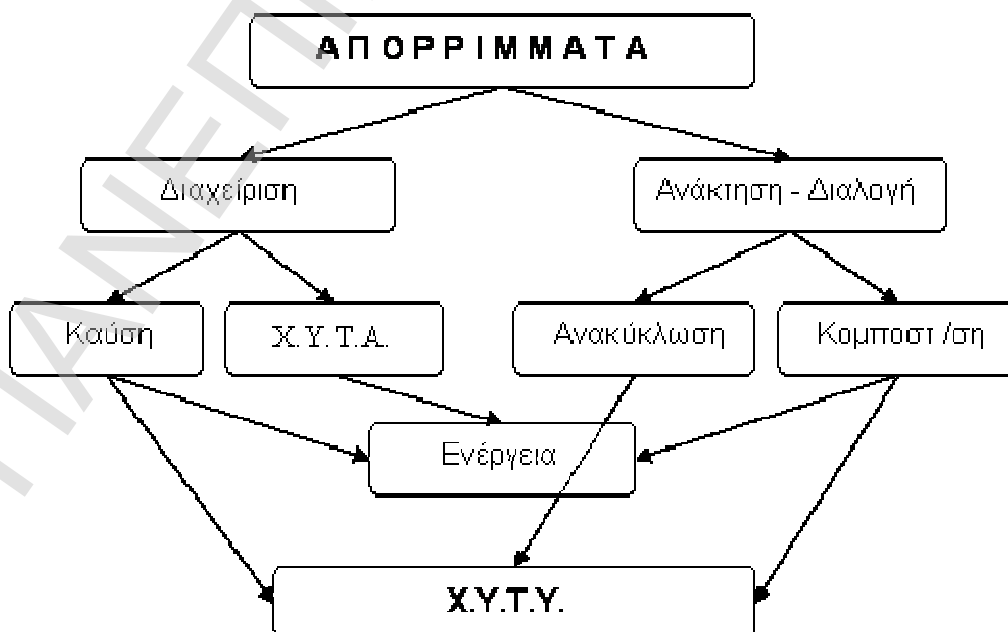 ΑΠΟΡΡΙΜΜΑΤΑ
Διαχείριση
Ανάκτηση - Διαλογή
Καύση
Χ.Υ.Τ.Α.
Ανακύκλωση
Κομποστ /ση
Ενέργεια
Χ.Υ.Τ.Υ.